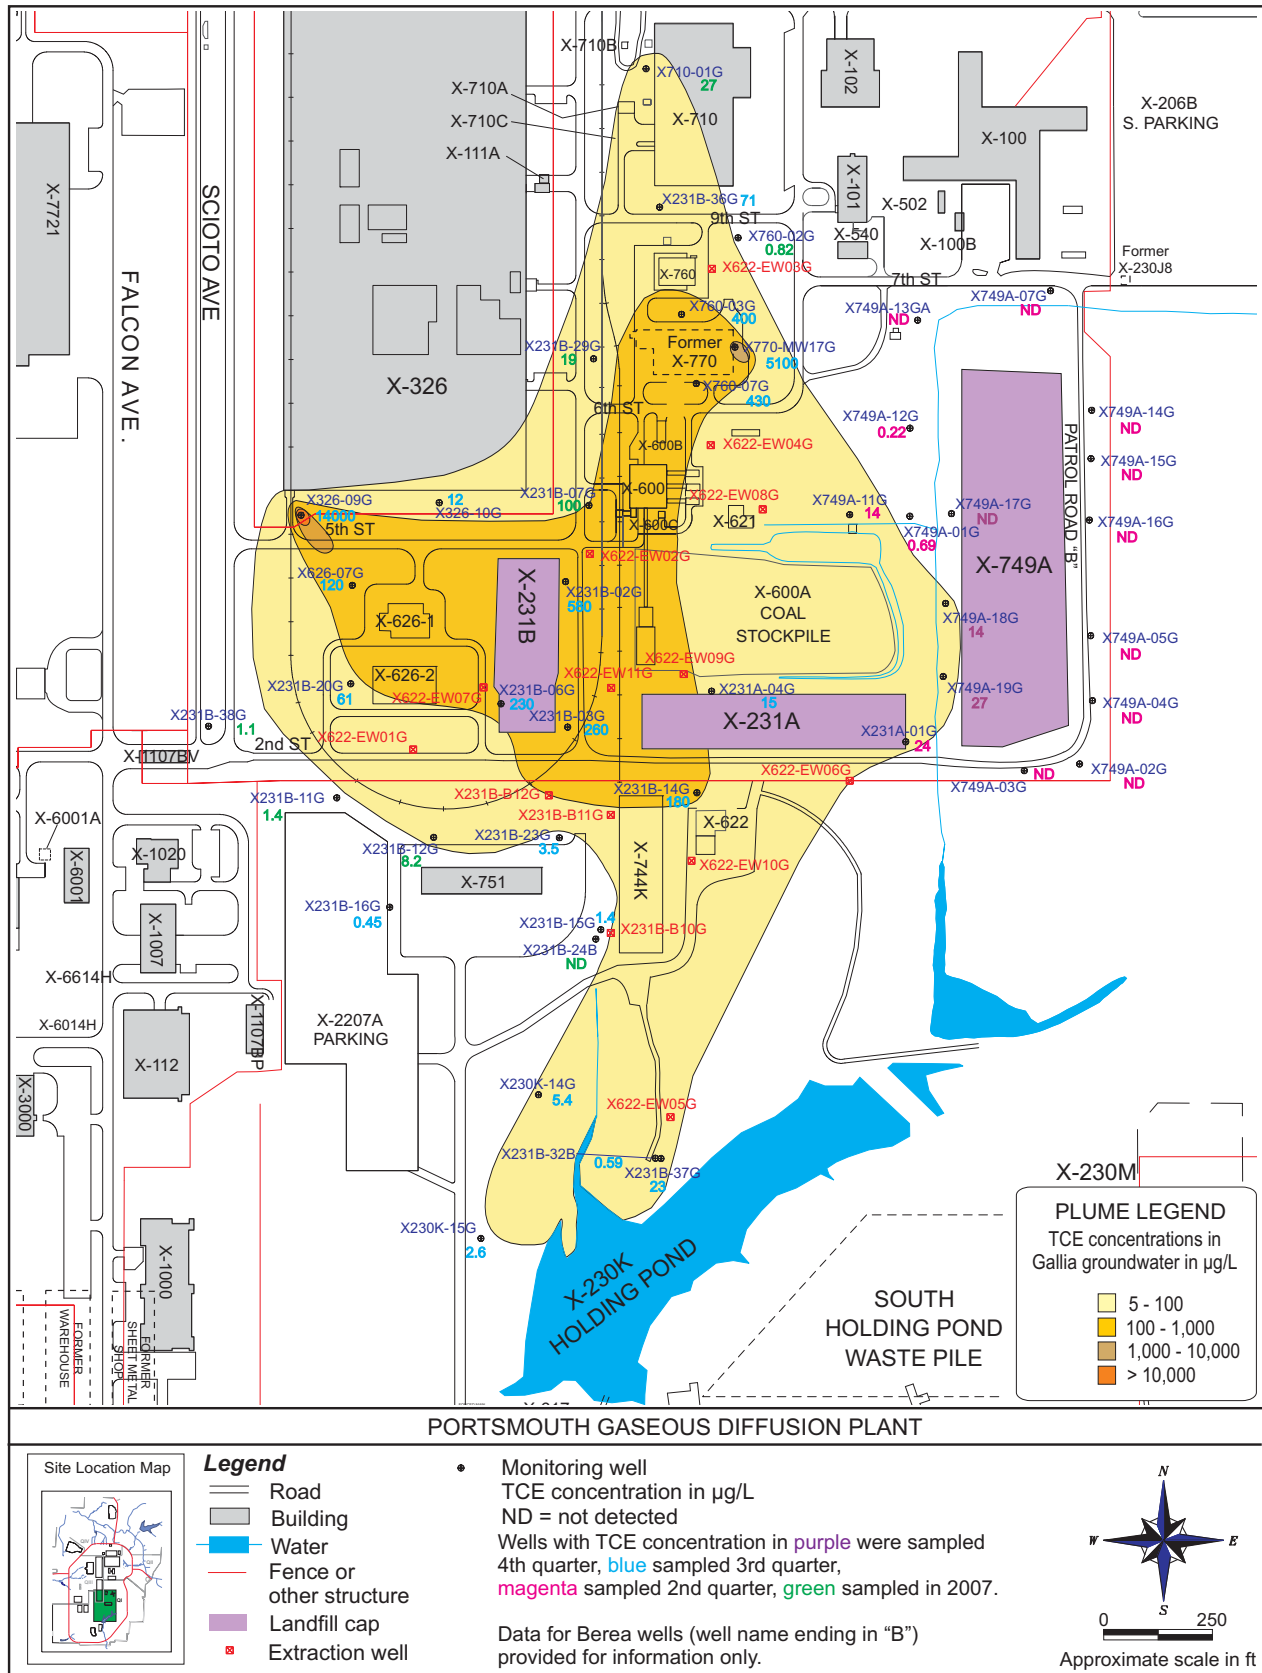 X-710B
X710-01G
27
X-710A
X-710C
X-111A
X-710
X-102
X-100
X-206B
S. PARKING
X-7721
SCIOTO AVE
FALCON AVE.
X-326
X231B-36G 71
9th ST
X760-02G
0.82
X622-EW03G
X-760
X-101
X-502
X-540
X-100B
7th ST
Former
X-230J8
X760-03G
400
X749A-13GA
ND
X749A-07G
ND
Former
X-770
X770-MW17G
5100
X231B-29G
19
X760-07G
430
6th ST
X-600B
X622-EW04G
X749A-12G
0.22
X749A-14G
ND
X749A-15G
ND
PATROL ROAD "B"
X326-09G
14000
5th ST
12
X326-10G
X231B-07G
100
X-600
X-600C
X622-EW08G
X-621
X749A-11G
14
X749A-01G
0.69
X749A-17G
ND
X749A-16G
ND
X-749A
X622-EW02G
X626-07G
120
X-626-1
X-231B
X231B-02G
580
X-600A
COAL
STOCKPILE
X749A-18G
14
X749A-05G
ND
X-626-2
X231B-20G
61
X622-EW07G
X231B-06G
230
X622-EW11G
X622-EW09G
X231A-04G
15
X749A-19G
27
X749A-04G
ND
X231B-38G
1.1
2nd ST
X622-EW01G
X231B-03G
260
X-231A
X231A-01G
24
X-1107BV
X622-EW06G
X749A-03G
ND
X749A-02G
ND
X231B-11G
1.4
X231B-B12G
X231B-B11G
X231B-14G
180
X-622
X-6001A
X-6001
X-1020
X231B-12G
8.2
X231B-23G
3.5
X-744K
X622-EW10G
X-751
X231B-16G
0.45
X231B-15G
1.4
X231B-B10G
X231B-24B
ND
X-1007
X-6614H
X-6014H
X-1107BP
X-112
X-2207A
PARKING
X-3000
X230K-14G
5.4
X622-EW05G
X231B-32B
0.59
X231B-37G
23
X230K-15G
2.6
X-230K
HOLDING POND
X-1000
FORMER
WAREHOUSE
FORMER
SHEET METAL
SHOP
SOUTH
HOLDING POND
WASTE PILE
X-230M
PLUME LEGEND
TCE concentrations in
Gallia groundwater in µg/L
5 - 100
100 - 1,000
1,000 - 10,000
> 10,000
PORTSMOUTH GASEOUS DIFFUSION PLANT
Site Location Map
Legend
Road
Building
Water
Fence or
other structure
Landfill cap
Extraction well
Monitoring well
TCE concentration in µg/L
ND = not detected
Wells with TCE concentration in purple were sampled
4th quarter, blue sampled 3rd quarter,
magenta sampled 2nd quarter, green sampled in 2007.
Data for Berea wells (well name ending in “B”)
provided for information only.
N
W
E
S
0 250
Approximate scale in ft